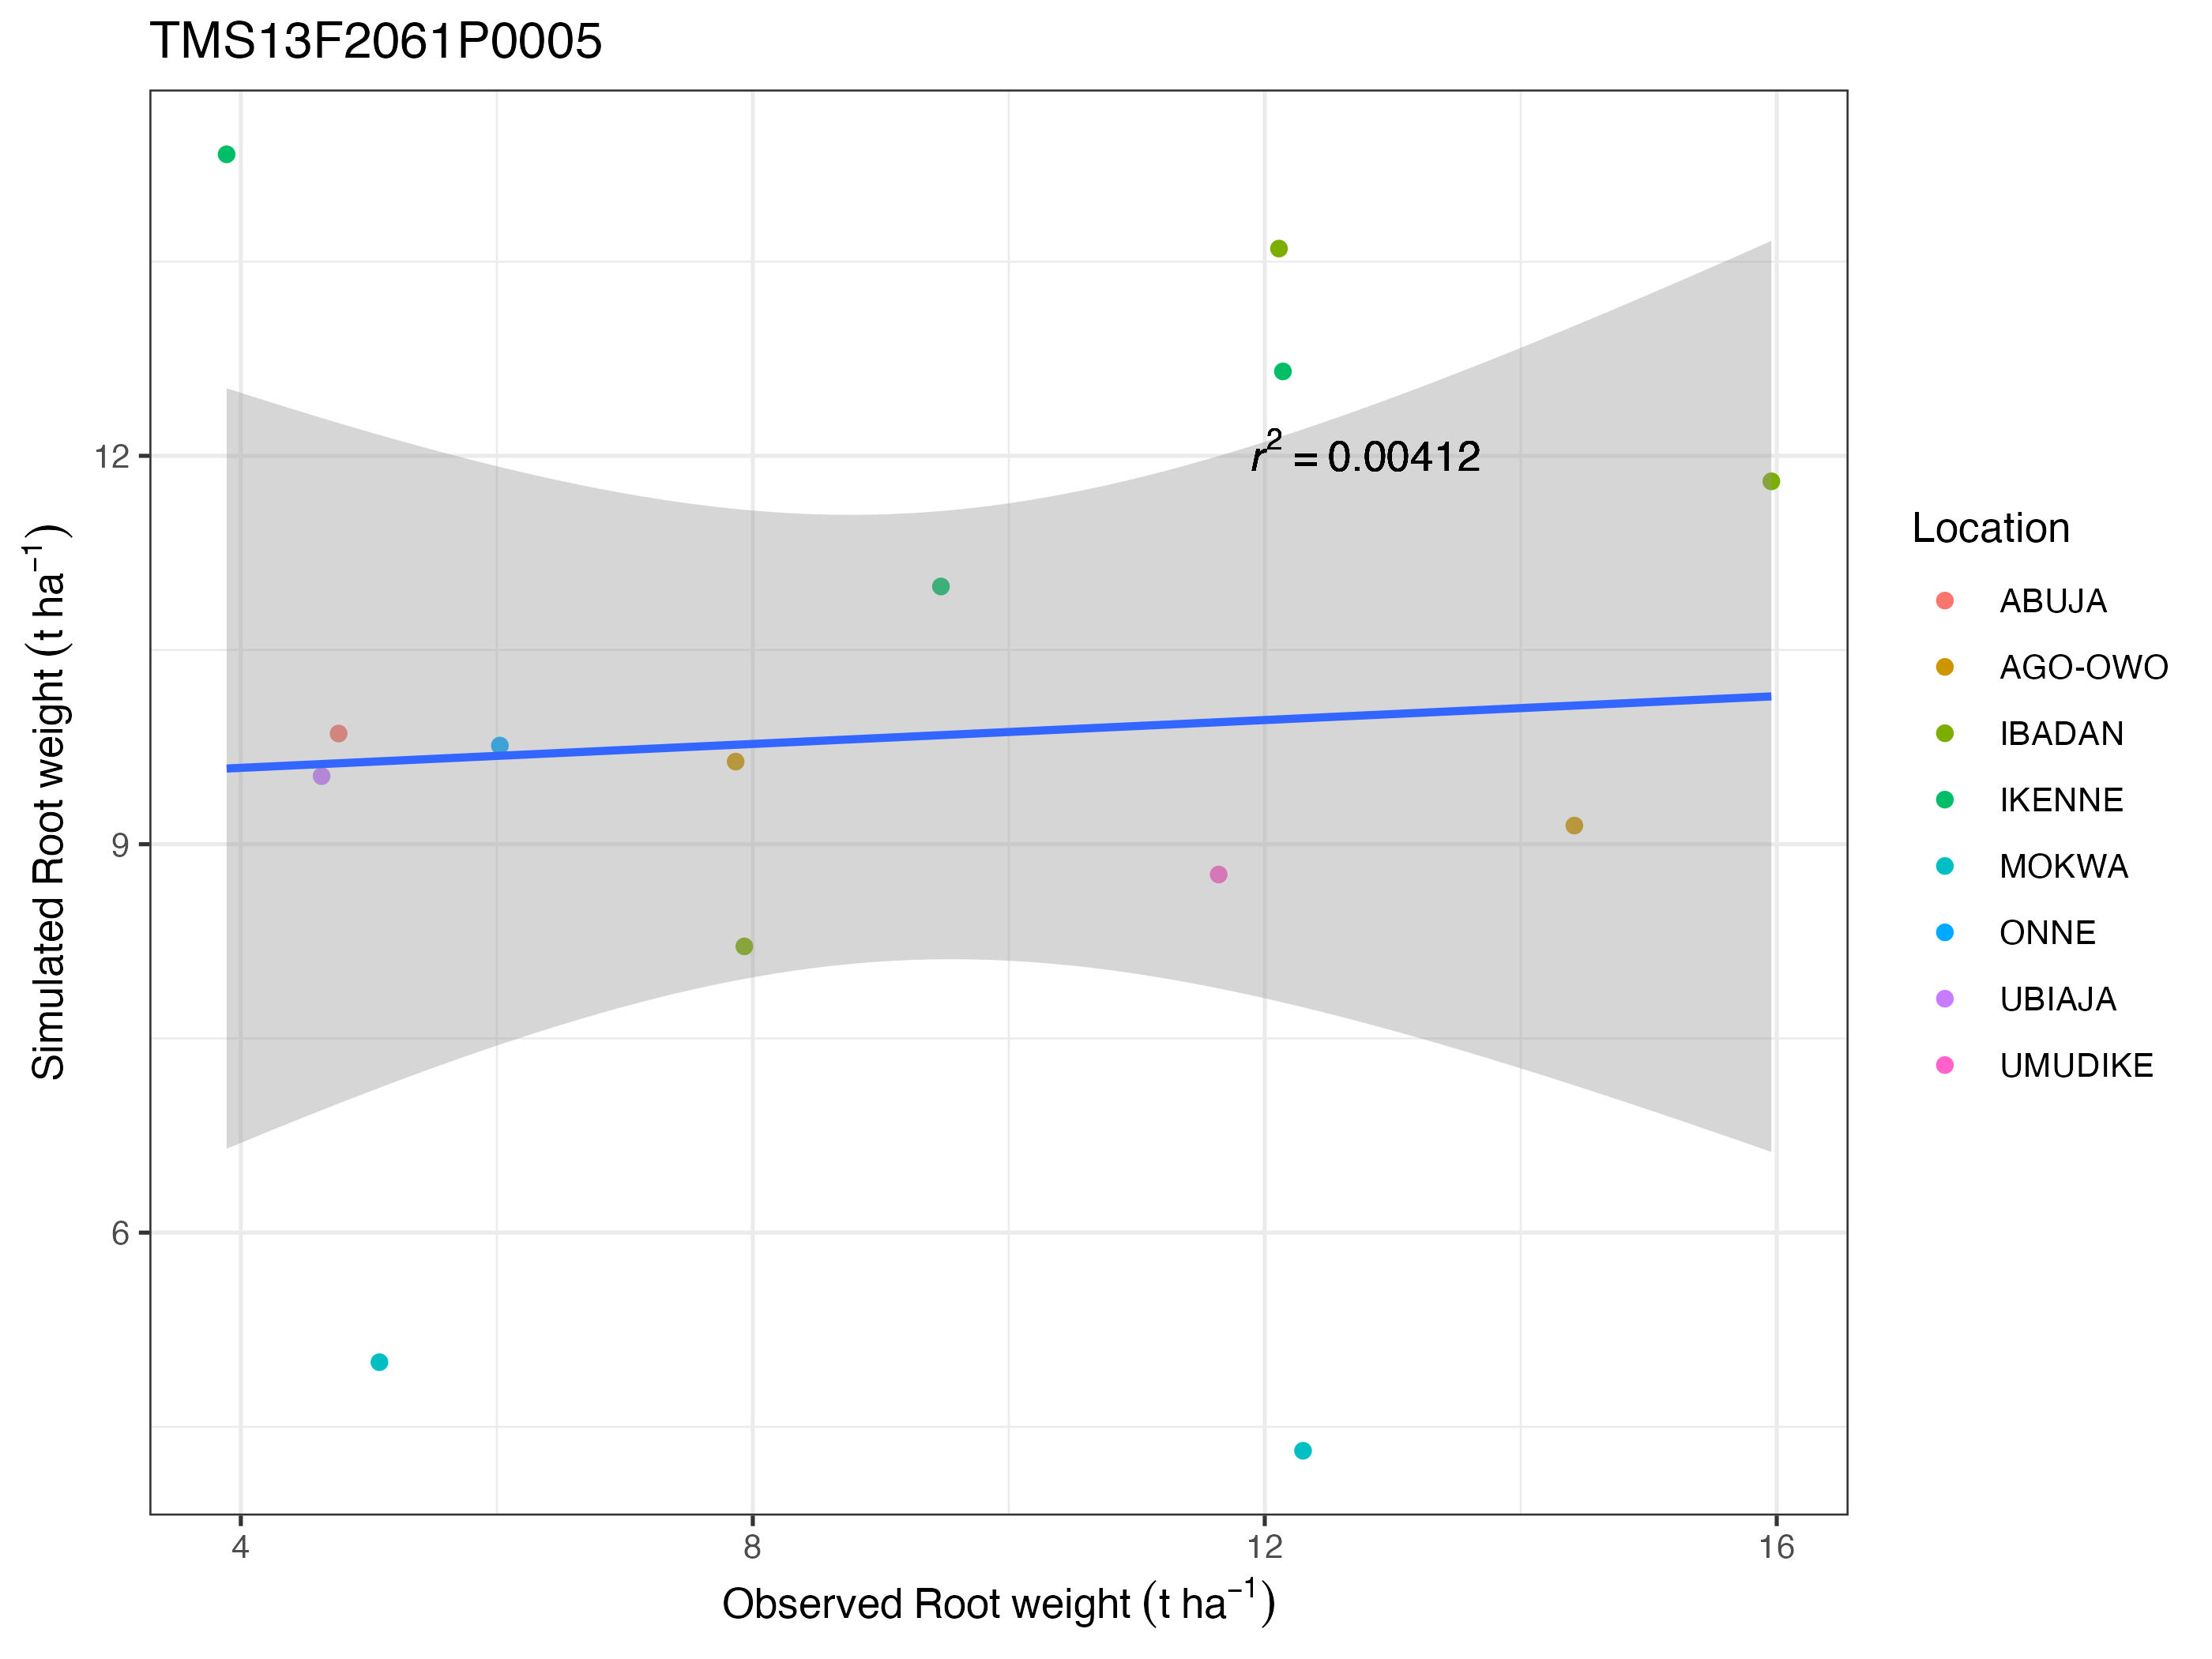 TMS13F2061P0005
r² = 0.00412
12
9
6
Simulated Root weight (t ha⁻¹)
4 8 12 16
Observed Root weight (t ha⁻¹)
Location
ABUJA
AGO-OWO
IBADAN
IKENNE
MOKWA
ONNE
UBIAJA
UMUDIKE